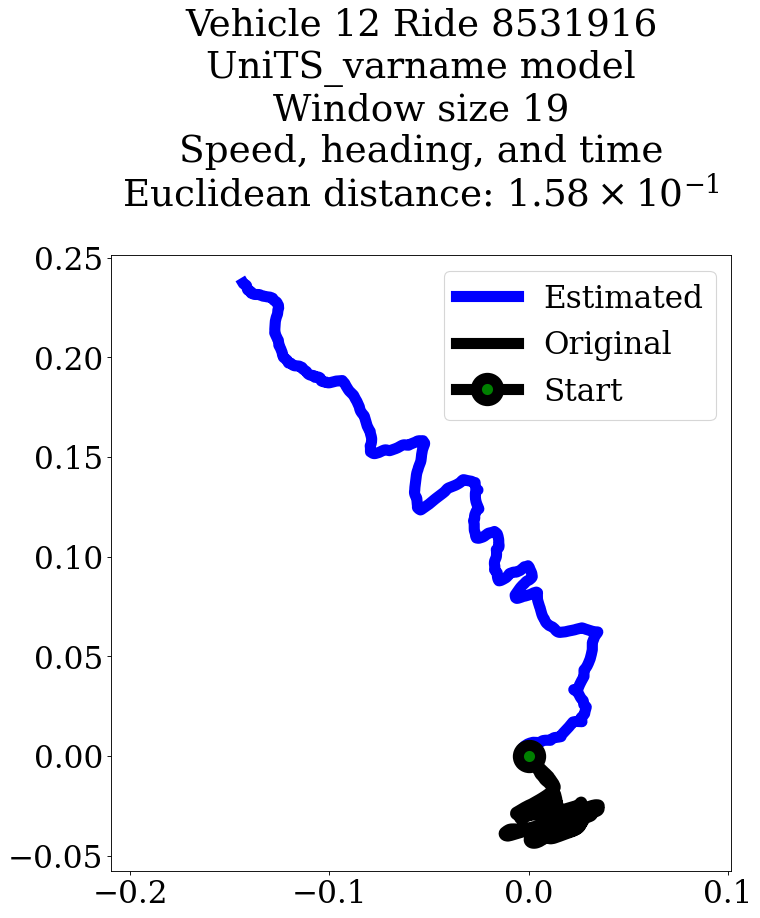 Vehicle 12 Ride 8531916
UniTS_varname model
Window size 19
Speed, heading, and time
Euclidean distance: 1.58 × 10⁻¹
0.25
0.20
0.15
0.10
0.05
0.00
−0.05
−0.2
−0.1
0.0
0.1
Estimated
Original
Start